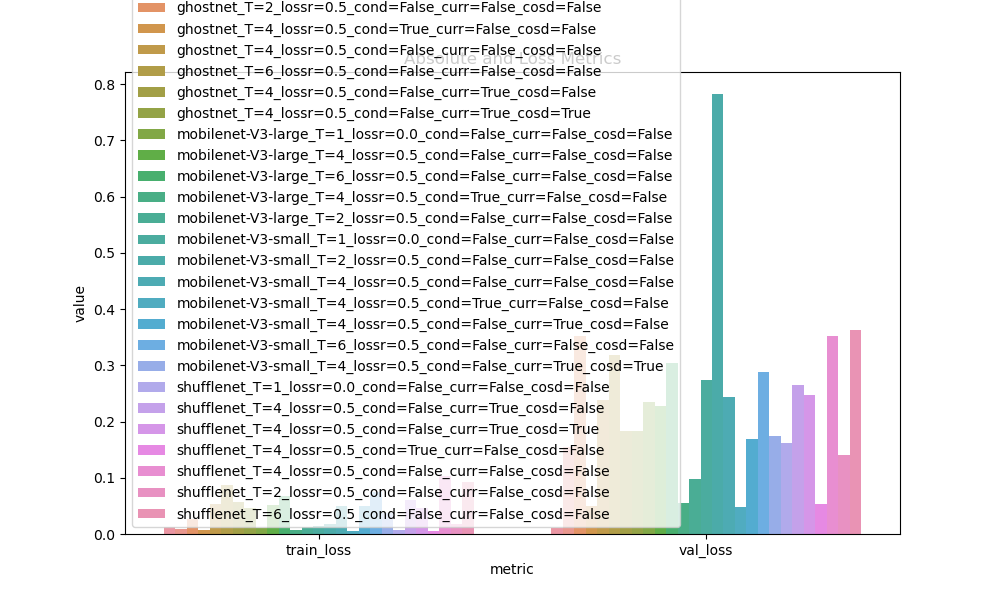 ghostnet_T=2_lossr=0.5_cond=False_curr=False_cosd=False
ghostnet_T=4_lossr=0.5_cond=True_curr=False_cosd=False
ghostnet_T=4_lossr=0.5_cond=False_curr=False_cosd=False
Absolute and Loss Metrics
ghostnet_T=6_lossr=0.5_cond=False_curr=False_cosd=False
ghostnet_T=4_lossr=0.5_cond=False_curr=True_cosd=False
ghostnet_T=4_lossr=0.5_cond=False_curr=True_cosd=True
mobilenet-V3-large_T=1_lossr=0.0_cond=False_curr=False_cosd=False
mobilenet-V3-large_T=4_lossr=0.5_cond=False_curr=False_cosd=False
mobilenet-V3-large_T=6_lossr=0.5_cond=False_curr=False_cosd=False
mobilenet-V3-large_T=4_lossr=0.5_cond=True_curr=False_cosd=False
mobilenet-V3-large_T=2_lossr=0.5_cond=False_curr=False_cosd=False
mobilenet-V3-small_T=1_lossr=0.0_cond=False_curr=False_cosd=False
mobilenet-V3-small_T=2_lossr=0.5_cond=False_curr=False_cosd=False
mobilenet-V3-small_T=4_lossr=0.5_cond=False_curr=False_cosd=False
mobilenet-V3-small_T=4_lossr=0.5_cond=True_curr=False_cosd=False
mobilenet-V3-small_T=4_lossr=0.5_cond=False_curr=True_cosd=False
mobilenet-V3-small_T=6_lossr=0.5_cond=False_curr=False_cosd=False
mobilenet-V3-small_T=4_lossr=0.5_cond=False_curr=True_cosd=True
shufflenet_T=1_lossr=0.0_cond=False_curr=False_cosd=False
shufflenet_T=4_lossr=0.5_cond=False_curr=True_cosd=False
shufflenet_T=4_lossr=0.5_cond=False_curr=True_cosd=True
shufflenet_T=4_lossr=0.5_cond=True_curr=False_cosd=False
shufflenet_T=4_lossr=0.5_cond=False_curr=False_cosd=False
shufflenet_T=2_lossr=0.5_cond=False_curr=False_cosd=False
shufflenet_T=6_lossr=0.5_cond=False_curr=False_cosd=False
0.8
0.7
0.6
0.5
0.4
0.3
0.2
0.1
0.0
value
train_loss
val_loss
metric